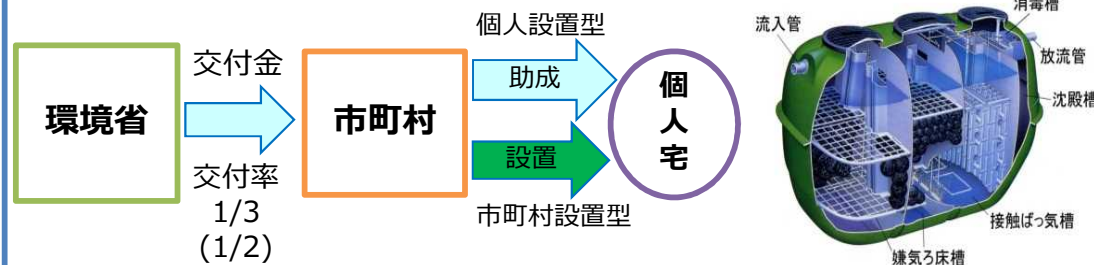 環境省
交付金
交付率
1/3
(1/2)
市町村
個人設置型
助成
設置
市町村設置型
個
人
宅
流入管
消毒槽
放流管
沈殿槽
接触ばっ気槽
嫌気ろ床槽